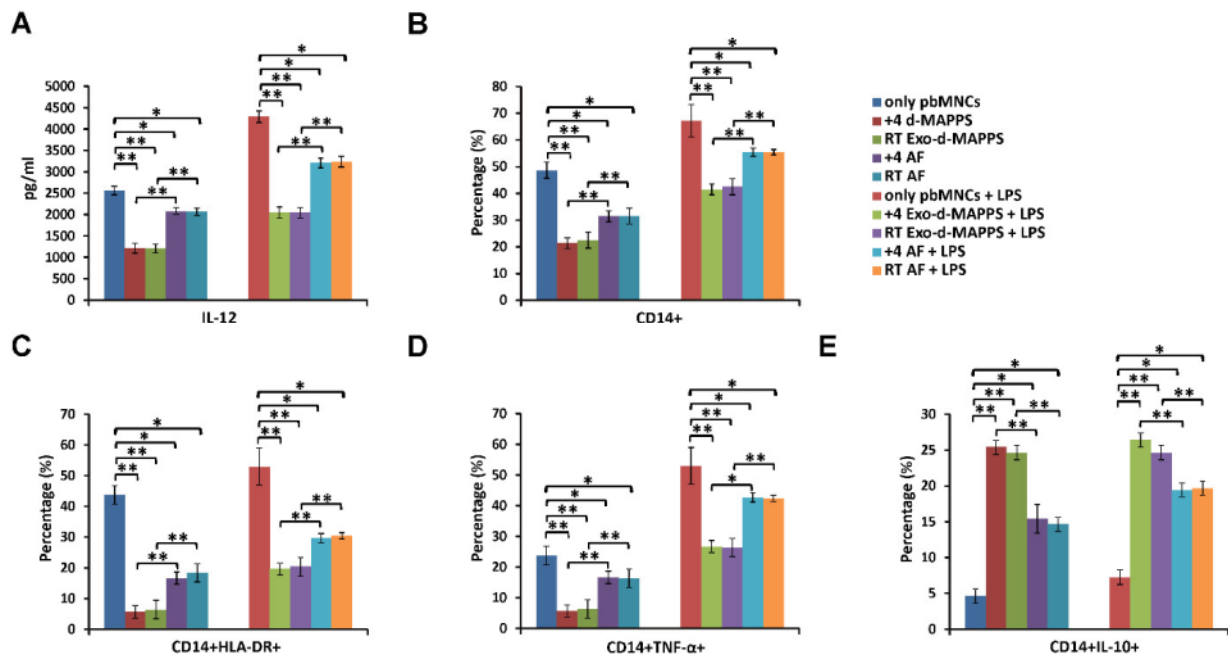 A
pg/ml
5000
4500
4000
3500
3000
2500
2000
1500
1000
500
0
* * ** ** ** **
* * ** ** ** **
IL-12
B
Percentage (%)
80
70
60
50
40
30
20
10
0
* * ** ** ** **
* * ** ** ** **
CD14+
only pbMNCs
+4 d-MAPPS
RT Exo-d-MAPPS
+4 AF
RT AF
only pbMNCs + LPS
+4 Exo-d-MAPPS + LPS
RT Exo-d-MAPPS + LPS
+4 AF + LPS
RT AF + LPS
C
Percentage (%)
70
60
50
40
30
20
10
0
* * ** ** ** **
* * ** ** ** **
CD14+HLA-DR+
D
Percentage (%)
70
60
50
40
30
20
10
0
* * ** ** ** **
* * ** ** ** *
CD14+TNF-α+
E
Percentage (%)
30
25
20
15
10
5
0
* * ** ** ** **
* * ** ** ** **
CD14+IL-10+